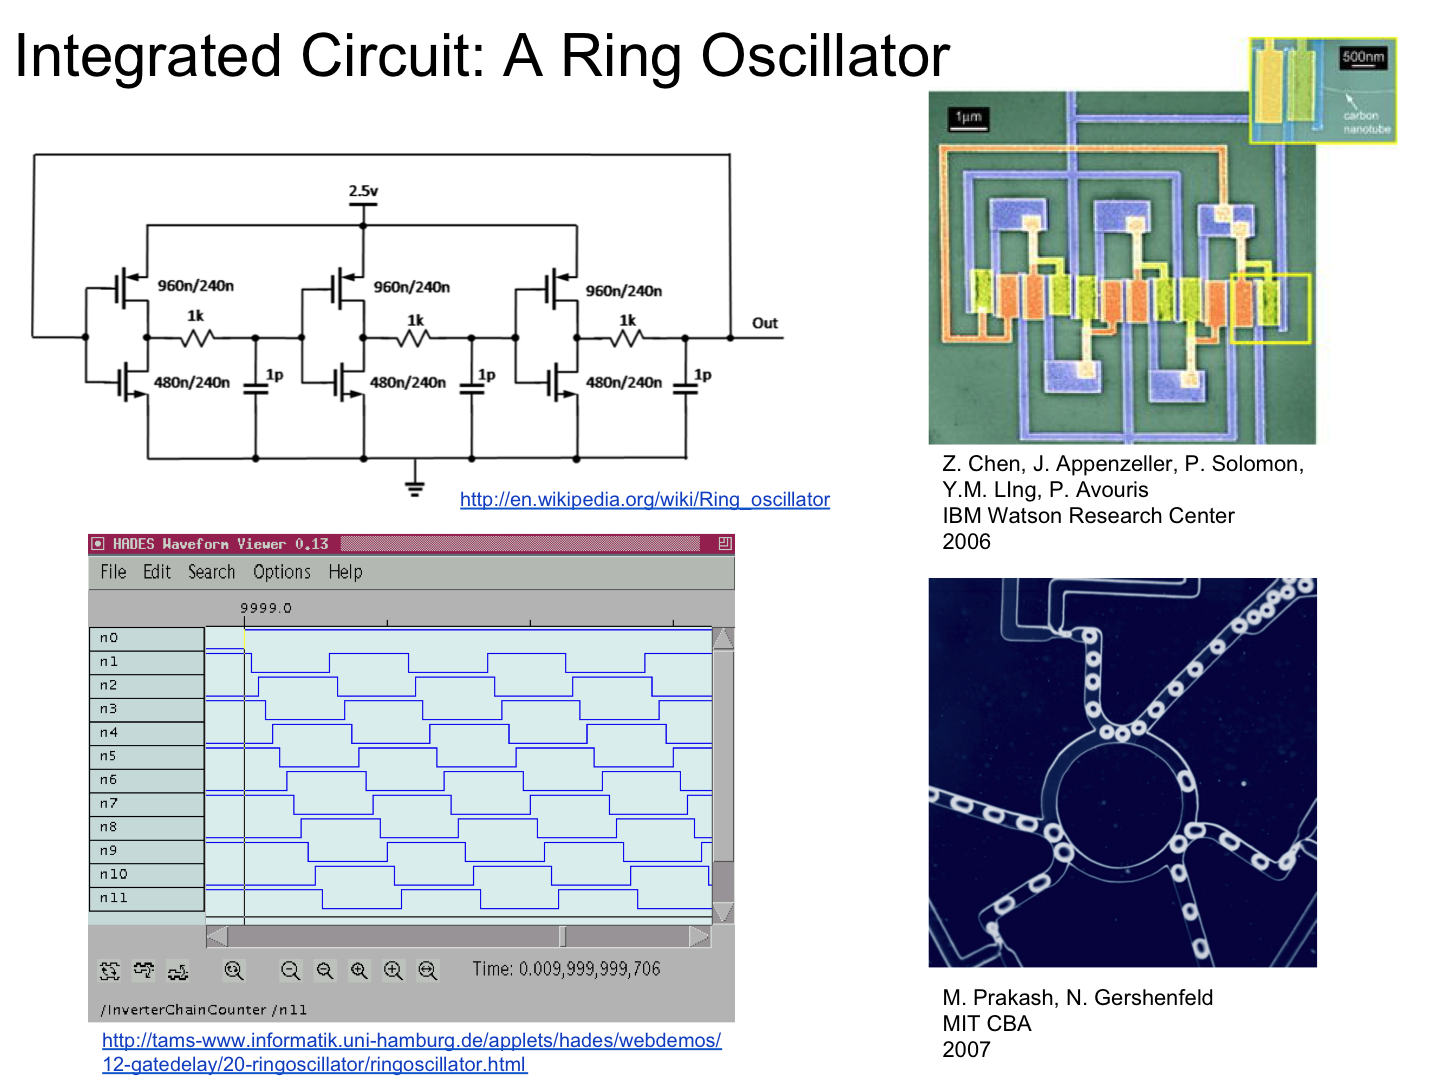 Integrated Circuit: A Ring Oscillator
2.5v
960n/240n
960n/240n
960n/240n
1k
1k
1k
Out
480n/240n
1p
480n/240n
1p
480n/240n
1p
http://en.wikipedia.org/wiki/Ring_oscillator
HADES Waveform Viewer 0.13
File Edit Search Options Help
9999.0
n0
n1
n2
n3
n4
n5
n6
n7
n8
n9
n10
n11
Time: 0.009,999,999,706
/InverterChainCounter /n11
http://tams-www.informatik.uni-hamburg.de/applets/hades/webdemos/
12-gatedelay/20-ringoscillator/ringoscillator.html
500nm
carbon
nanotube
1μm
Z. Chen, J. Appenzeller, P. Solomon,
Y.M. LIng, P. Avouris
IBM Watson Research Center
2006
M. Prakash, N. Gershenfeld
MIT CBA
2007